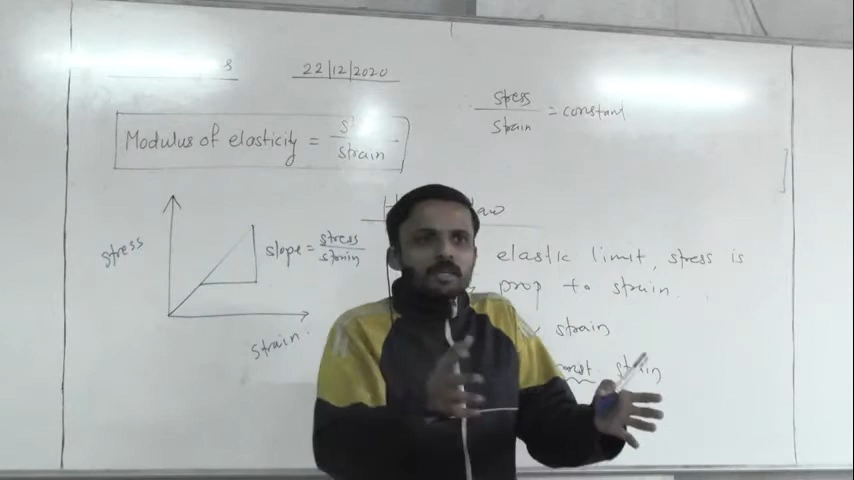 22/12/2020
stress
strain
= constant
Modulus of elasticity =
strain
stress
slope = stress
strain
strain.
elastic limit, stress is
prop to strain.
strain
strain